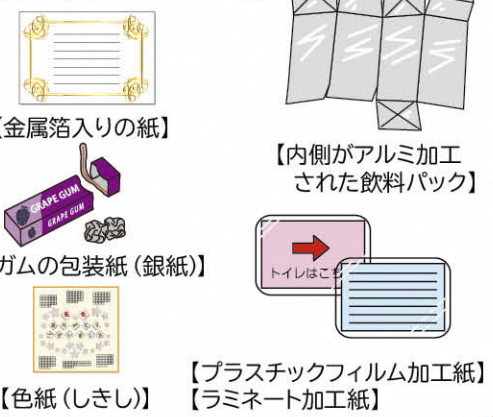 【金属箔入りの紙】
【内側がアルミ加工
された飲料パック】
GRAPE GUM
GRAPE GUM
ガムの包装紙(銀紙)】
トイレはこち
【色紙(しきし)】
【プラスチックフィルム加工紙】
【ラミネート加工紙】